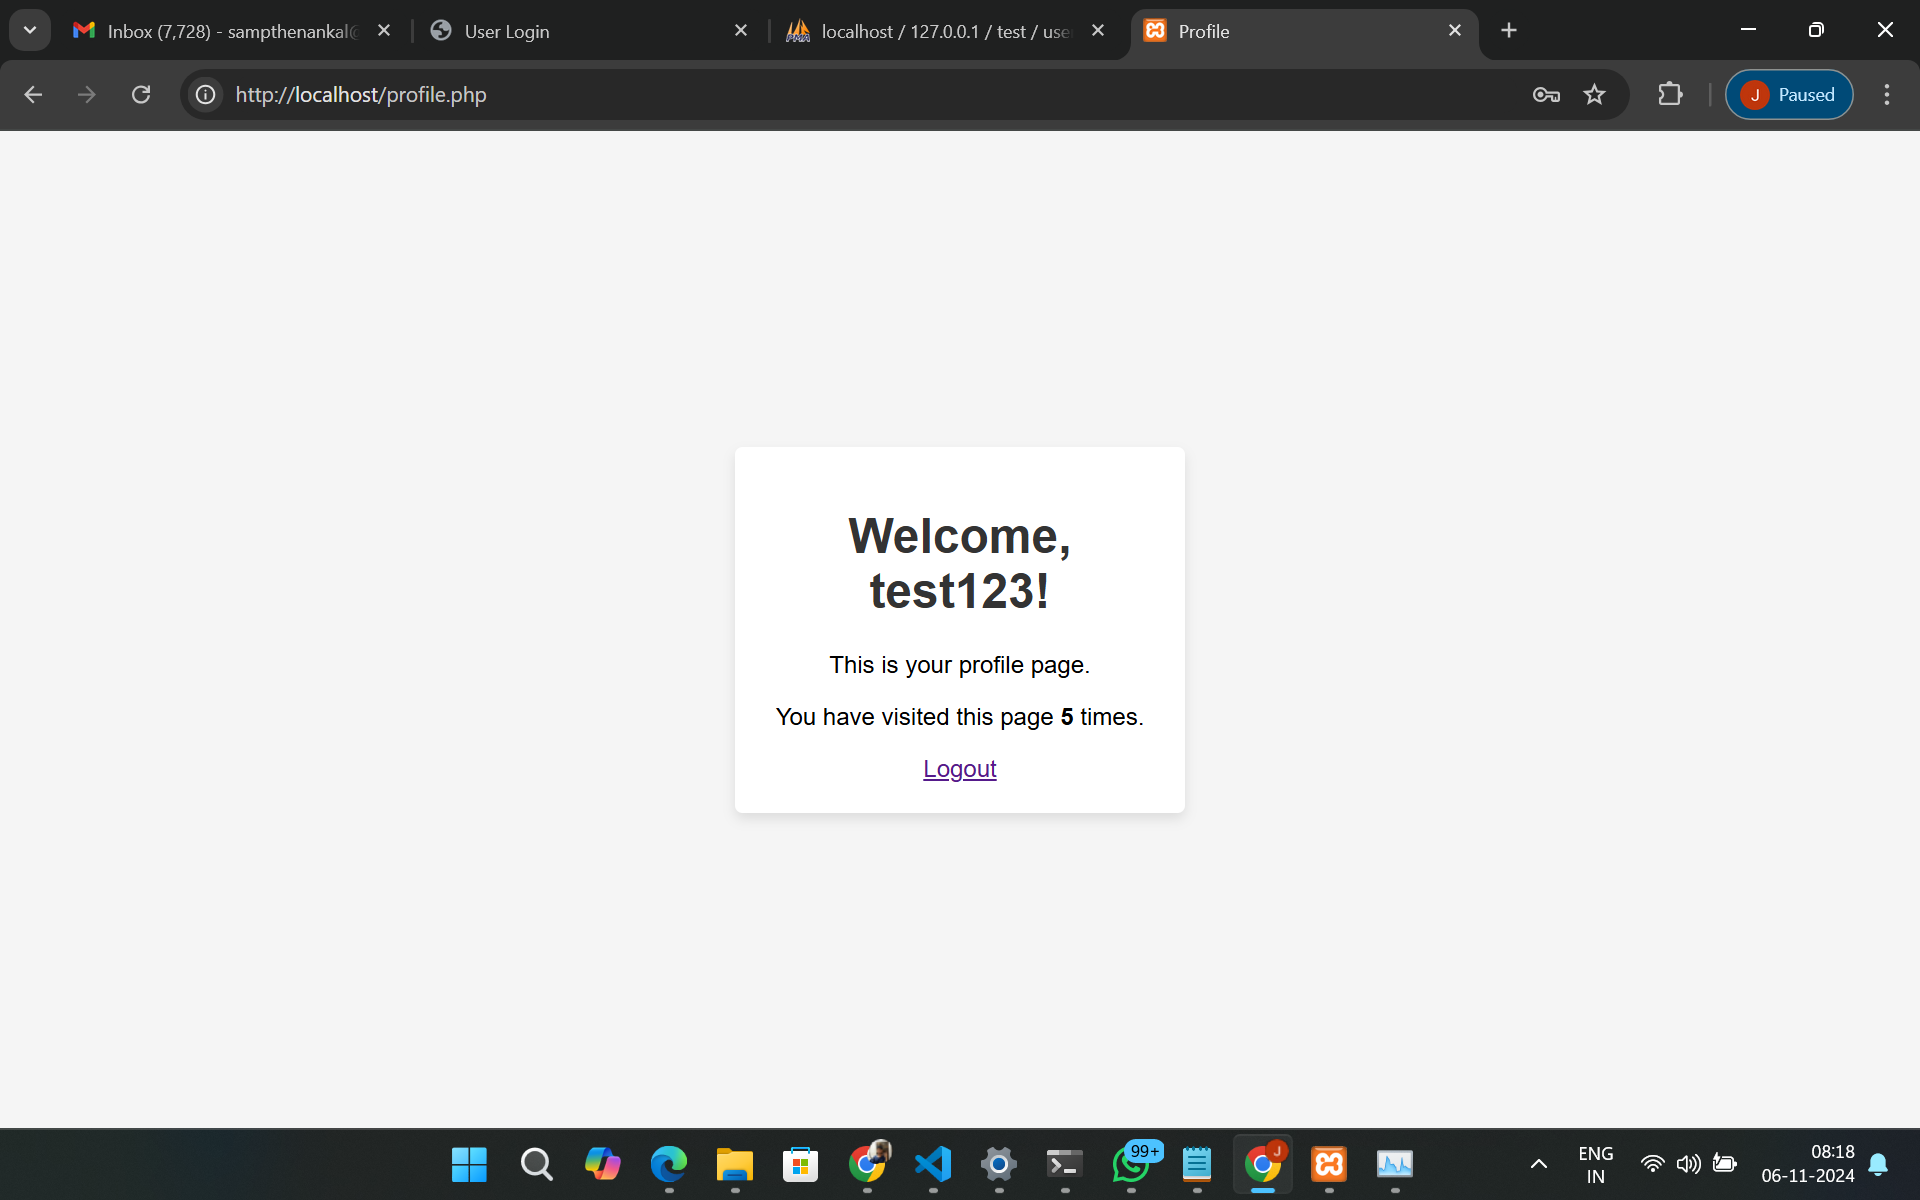 Inbox (7,728) - sampthenankal@
User Login
localhost / 127.0.0.1 / test / use
Profile
http://localhost/profile.php
J Paused
Welcome,
test123!
This is your profile page.
You have visited this page 5 times.
Logout
99+
J
ENG
IN
08:18
06-11-2024